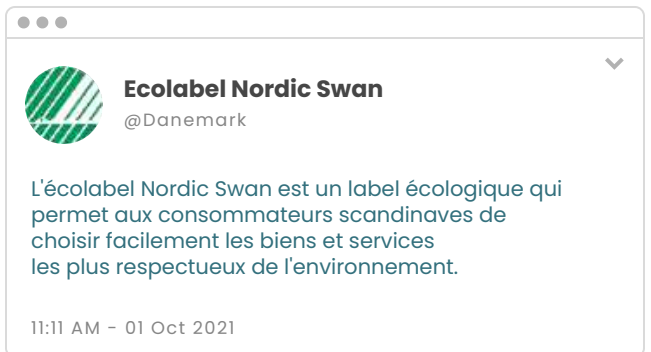 Ecolabel Nordic Swan
@Danemark
L'écolabel Nordic Swan est un label écologique qui
permet aux consommateurs scandinaves de
choisir facilement les biens et services
les plus respectueux de l'environnement.
11:11 AM - 01 Oct 2021